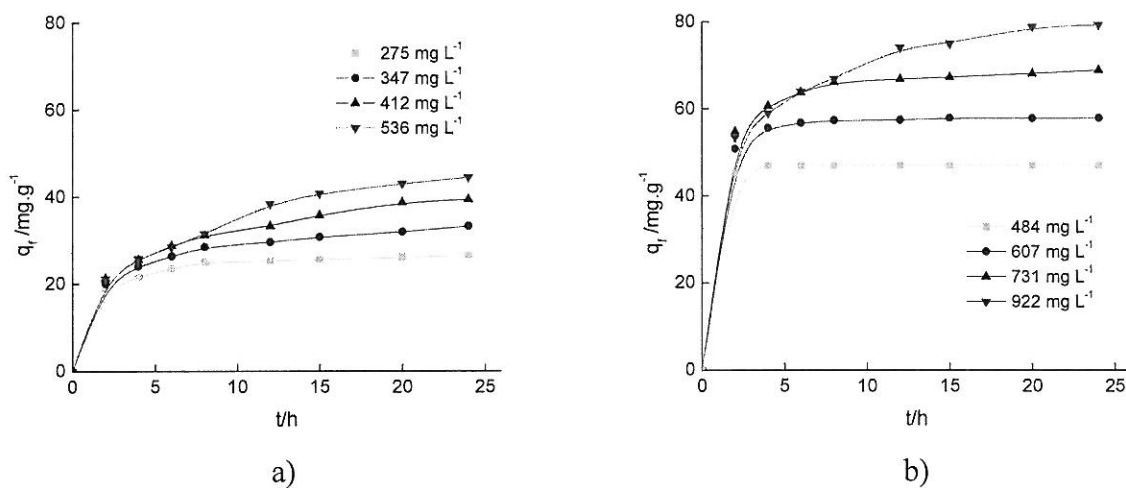 80
60
40
20
0
qf /mg.g-1
275 mg L-1
347 mg L-1
412 mg L-1
536 mg L-1
0 5 10 15 20 25
t/h
a)
80
60
40
20
0
qf /mg.g-1
484 mg L-1
607 mg L-1
731 mg L-1
922 mg L-1
0 5 10 15 20 25
t/h
b)